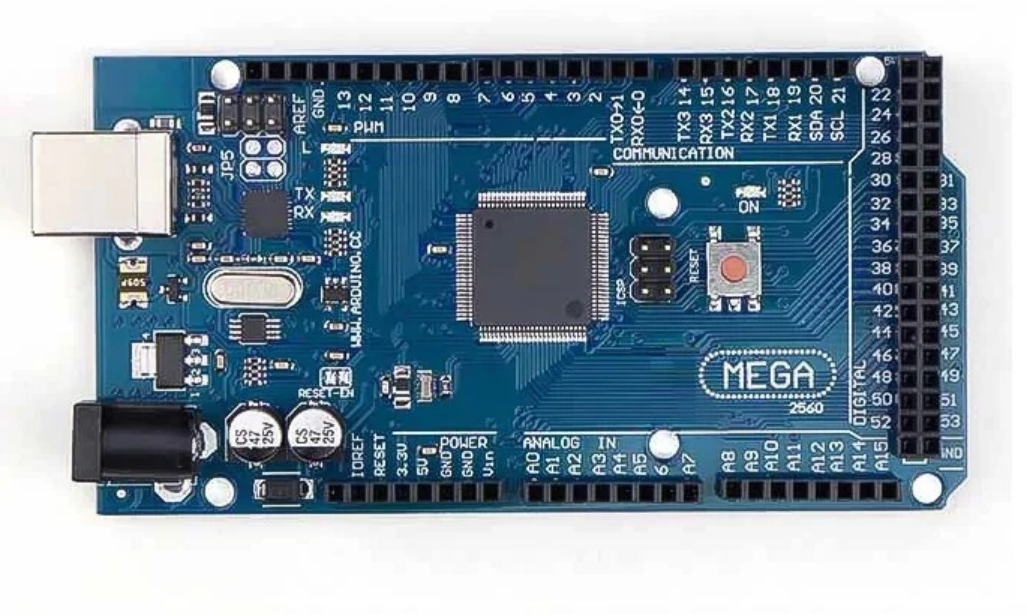 AREF
GND
13
12
11
10
9
8
7
6
5
4
3
2
TX0→1
RX0←0
TX3 14
RX3 15
TX2 16
RX2 17
TX1 18
RX1 19
SDA 20
SCL 21
PWM
COMMUNICATION
L
TX
RX
JP5
ON
RESET
ICSP
WWW.ARDUINO.CC
RESET-EN
MEGA
2560
DIGITAL
22
24
26
28
30
32
34
36
38
40
42
44
46
48
50
52
31
33
35
37
39
41
43
45
47
49
51
53
GND
CS
47
25V
CS
47
25V
POWER
IOREF
RESET
3.3V
5V
GND
GND
Vin
ANALOG IN
A0
A1
A2
A3
A4
A5
6
A7
A8
A9
A10
A11
A12
A13
A14
A15